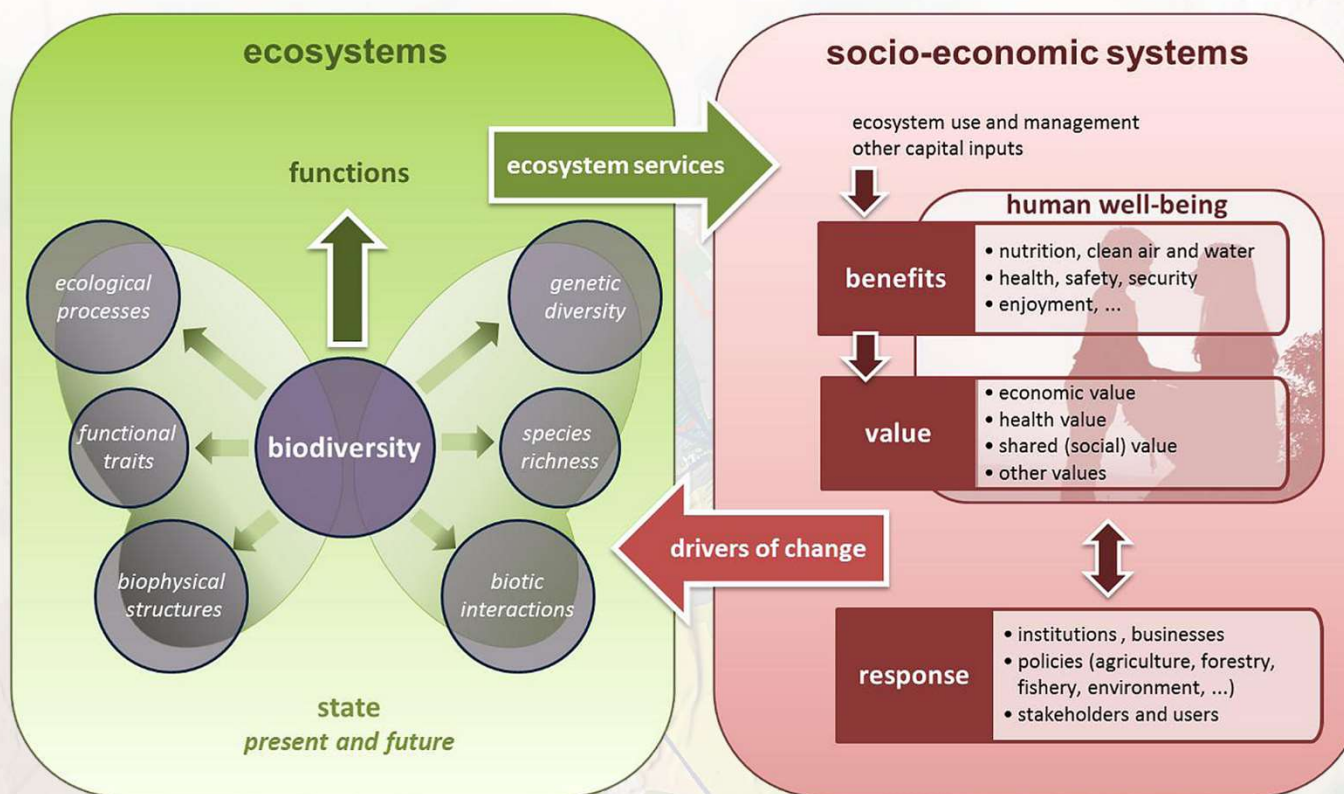 ecosystems
functions
ecological
processes
genetic
diversity
functional
traits
biodiversity
species
richness
biophysical
structures
biotic
interactions
state
present and future
ecosystem services
drivers of change
socio-economic systems
ecosystem use and management
other capital inputs
human well-being
benefits
• nutrition, clean air and water
• health, safety, security
• enjoyment, ...
value
• economic value
• health value
• shared (social) value
• other values
response
• institutions , businesses
• policies (agriculture, forestry,
fishery, environment, ...)
• stakeholders and users